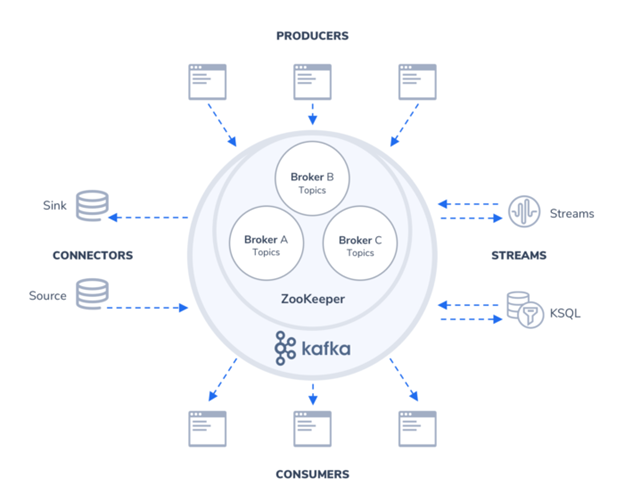 PRODUCERS
Broker B
Topics
Broker A
Topics
Broker C
Topics
ZooKeeper
kafka
Sink
CONNECTORS
Source
Streams
STREAMS
KSQL
CONSUMERS